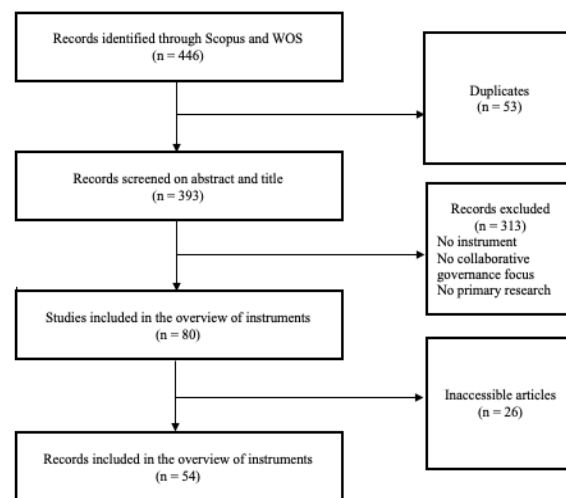 Records identified through Scopus and WOS
(n = 446)
Duplicates
(n = 53)
Records screened on abstract and title
(n = 393)
Records excluded
(n = 313)
No instrument
No collaborative
governance focus
No primary research
Studies included in the overview of instruments
(n = 80)
Inaccessible articles
(n = 26)
Records included in the overview of instruments
(n = 54)